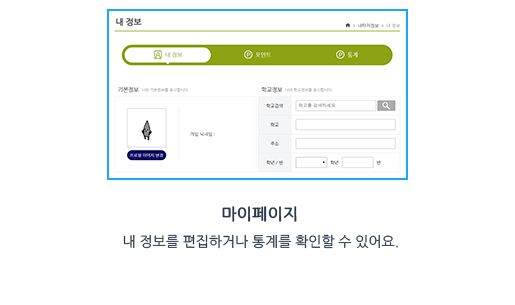 내 정보
> 내학적정보 > 내 정보
내 정보
포인트
통계
기본정보 나의 기본정보를 표시합니다.
학교정보 나의 학교정보를 표시합니다.
학교검색 학교를 검색하세요
게임 닉네임 :
학교
주소
프로필 이미지 변경
학년 / 반 학년 반
마이페이지
내 정보를 편집하거나 통계를 확인할 수 있어요.